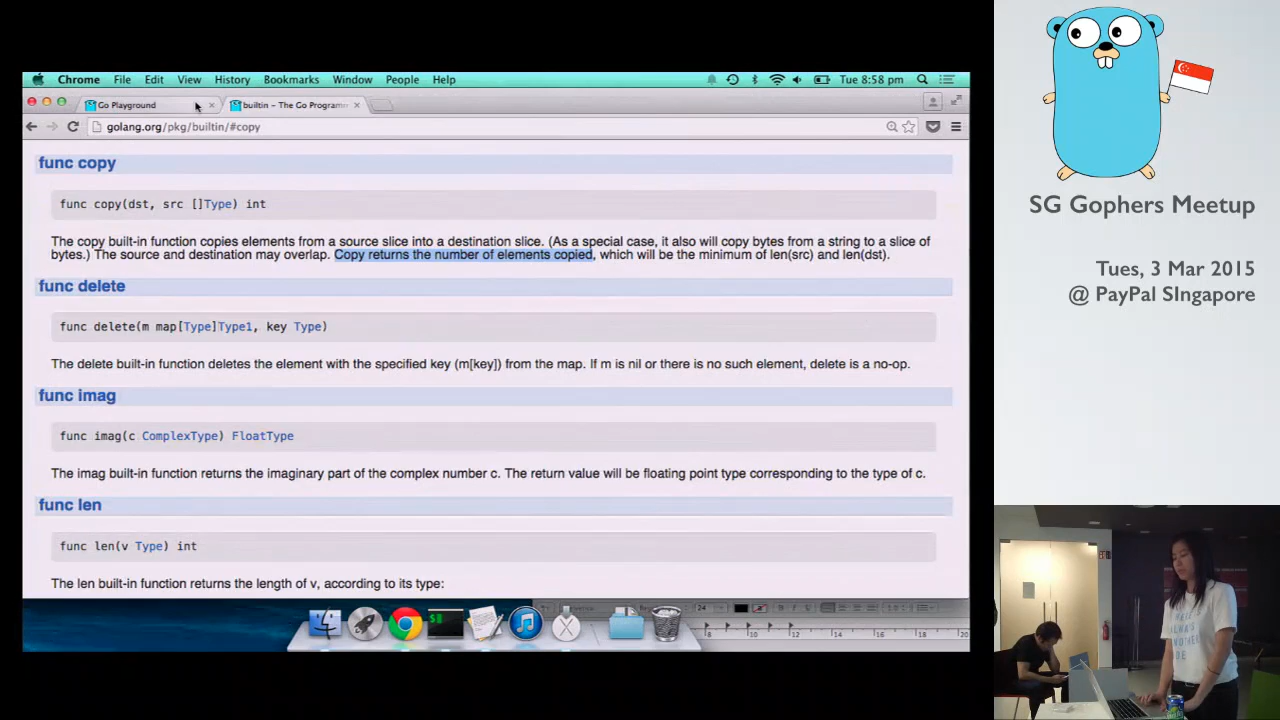 Chrome File Edit View History Bookmarks Window People Help Tue 8:58 pm
Go Playground × builtin – The Go Programm ×
golang.org/pkg/builtin/#copy
func copy
func copy(dst, src []Type) int
The copy built-in function copies elements from a source slice into a destination slice. (As a special case, it also will copy bytes from a string to a slice of
bytes.) The source and destination may overlap. Copy returns the number of elements copied, which will be the minimum of len(src) and len(dst).
func delete
func delete(m map[Type]Type1, key Type)
The delete built-in function deletes the element with the specified key (m[key]) from the map. If m is nil or there is no such element, delete is a no-op.
func imag
func imag(c ComplexType) FloatType
The imag built-in function returns the imaginary part of the complex number c. The return value will be floating point type corresponding to the type of c.
func len
func len(v Type) int
The len built-in function returns the length of v, according to its type:
24
8 10 12 14 16 18 20
SG Gophers Meetup
Tues, 3 Mar 2015
@ PayPal SIngapore